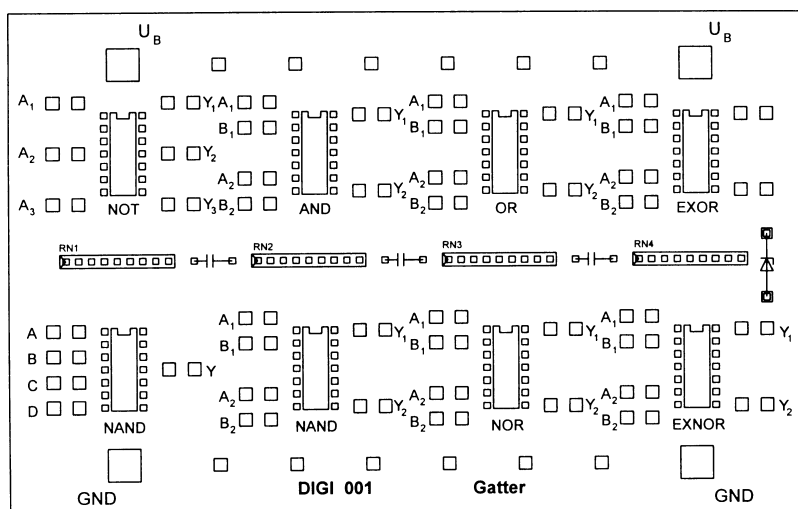 U_B U_B
A₁ Y₁ A₁ Y₁ A₁ Y₁ A₁
B₁ B₁ B₁
A₂ Y₂
A₂ A₂ A₂
A₃ Y₃ B₂ Y₂ B₂ Y₂ B₂
NOT AND OR EXOR
RN1 RN2 RN3 RN4
A₁ A₁ A₁
A Y₁ Y₁ Y₁
B B₁ B₁ B₁
C Y
A₂ A₂ A₂
D Y₂ Y₂ Y₂
B₂ B₂ B₂
NAND NAND NOR EXNOR
DIGI 001 Gatter
GND GND